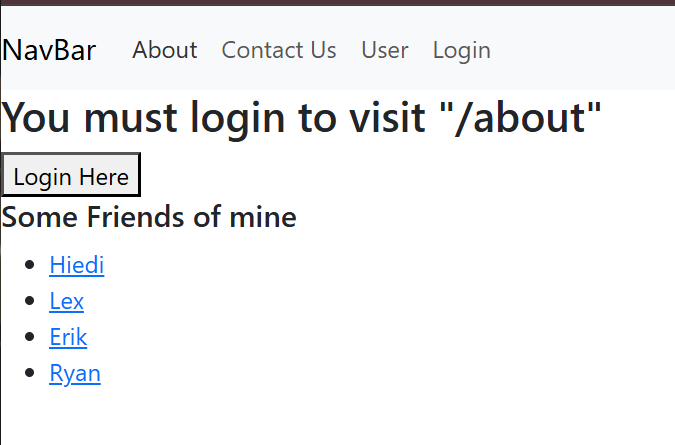 NavBar About Contact Us User Login
You must login to visit "/about"
Login Here
Some Friends of mine
Hiedi
Lex
Erik
Ryan